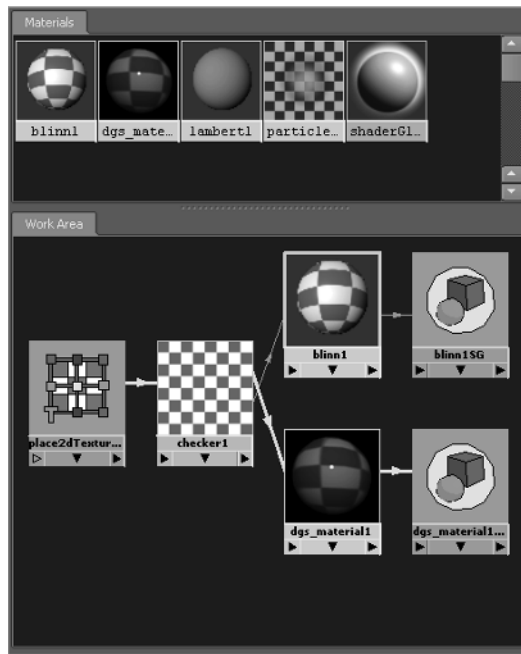 Materials
blinn1
dgs_mate...
lambert1
particle...
shaderGl...
Work Area
blinn1
blinn1SG
place2dTextur...
checker1
dgs_material1
dgs_material1...